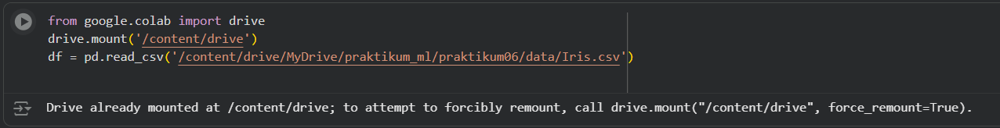 from google.colab import drive
drive.mount('/content/drive')
df = pd.read_csv('/content/drive/MyDrive/praktikum_ml/praktikum06/data/Iris.csv')
Drive already mounted at /content/drive; to attempt to forcibly remount, call drive.mount("/content/drive", force_remount=True).